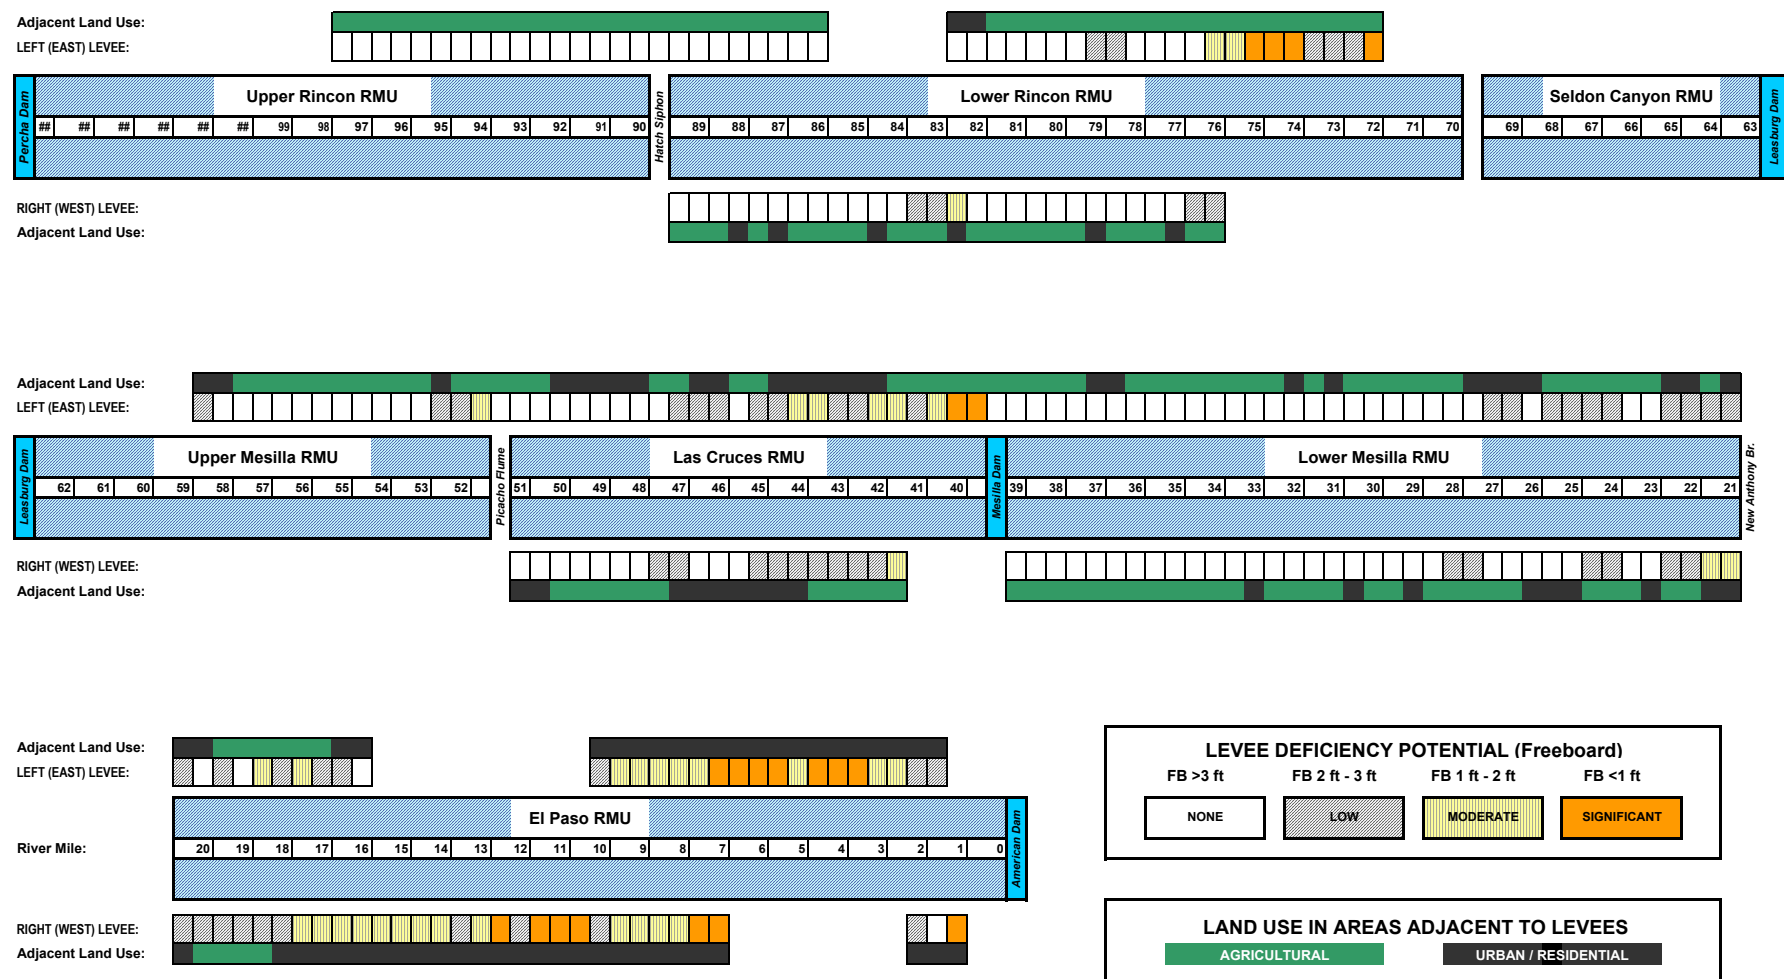 Adjacent Land Use:
LEFT (EAST) LEVEE:
Percha Dam
Upper Rincon RMU
## ## ## ## ## ## 99 98 97 96 95 94 93 92 91 90
Hatch Siphon
Lower Rincon RMU
89 88 87 86 85 84 83 82 81 80 79 78 77 76 75 74 73 72 71 70
Seldon Canyon RMU
69 68 67 66 65 64 63
Leasburg Dam
RIGHT (WEST) LEVEE:
Adjacent Land Use:
Adjacent Land Use:
LEFT (EAST) LEVEE:
Leasburg Dam
Upper Mesilla RMU
62 61 60 59 58 57 56 55 54 53 52
Picacho Flume
Las Cruces RMU
51 50 49 48 47 46 45 44 43 42 41 40
Mesilla Dam
Lower Mesilla RMU
39 38 37 36 35 34 33 32 31 30 29 28 27 26 25 24 23 22 21
New Anthony Br.
RIGHT (WEST) LEVEE:
Adjacent Land Use:
Adjacent Land Use:
LEFT (EAST) LEVEE:
El Paso RMU
River Mile:
20 19 18 17 16 15 14 13 12 11 10 9 8 7 6 5 4 3 2 1 0
American Dam
RIGHT (WEST) LEVEE:
Adjacent Land Use:
LEVEE DEFICIENCY POTENTIAL (Freeboard)
FB >3 ft FB 2 ft - 3 ft FB 1 ft - 2 ft FB <1 ft
NONE LOW MODERATE SIGNIFICANT
LAND USE IN AREAS ADJACENT TO LEVEES
AGRICULTURAL URBAN / RESIDENTIAL